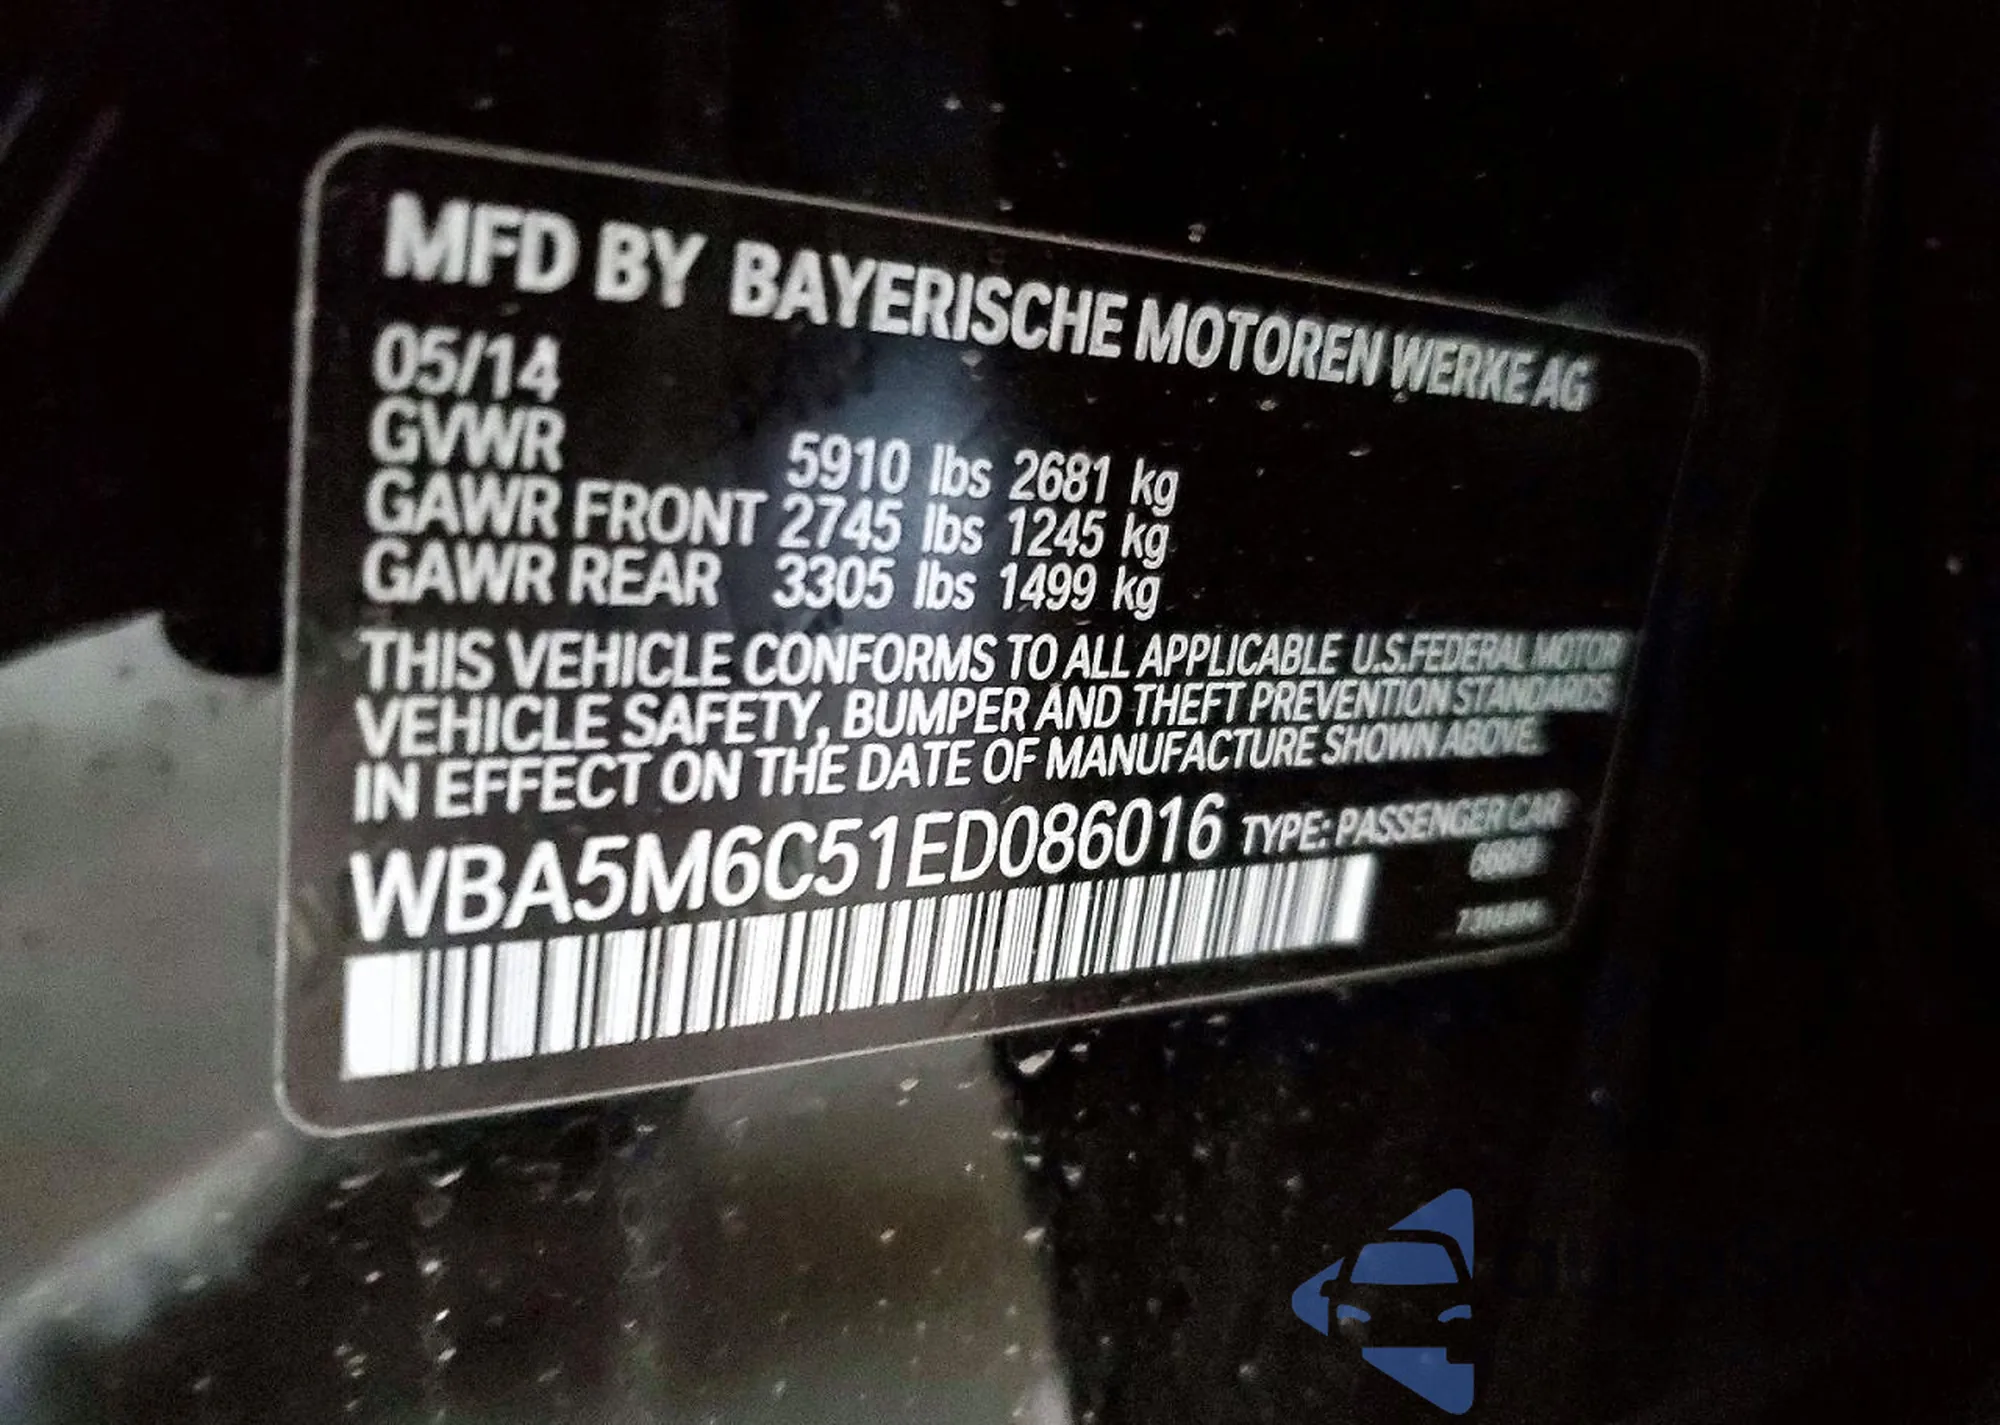 MFD BY BAYERISCHE MOTOREN WERKE AG
05/14
GVWR 5910 lbs 2681 kg
GAWR FRONT 2745 lbs 1245 kg
GAWR REAR 3305 lbs 1499 kg
THIS VEHICLE CONFORMS TO ALL APPLICABLE U.S.FEDERAL MOTOR
VEHICLE SAFETY, BUMPER AND THEFT PREVENTION STANDARDS
IN EFFECT ON THE DATE OF MANUFACTURE SHOWN ABOVE.
WBA5M6C51ED086016 TYPE: PASSENGER CAR